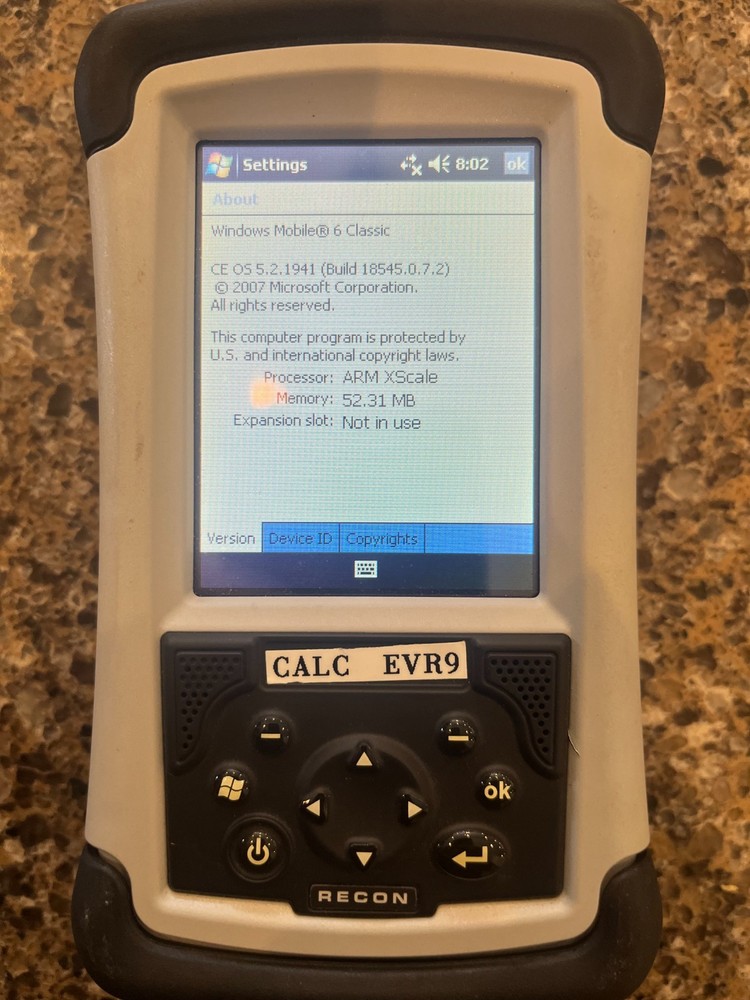 Settings 8:02 ok
About
Windows Mobile® 6 Classic
CE OS 5.2.1941 (Build 18545.0.7.2)
© 2007 Microsoft Corporation.
All rights reserved.
This computer program is protected by
U.S. and international copyright laws.
Processor: ARM XScale
Memory: 52.31 MB
Expansion slot: Not in use
Version Device ID Copyrights
CALC EVR9
ok
RECON